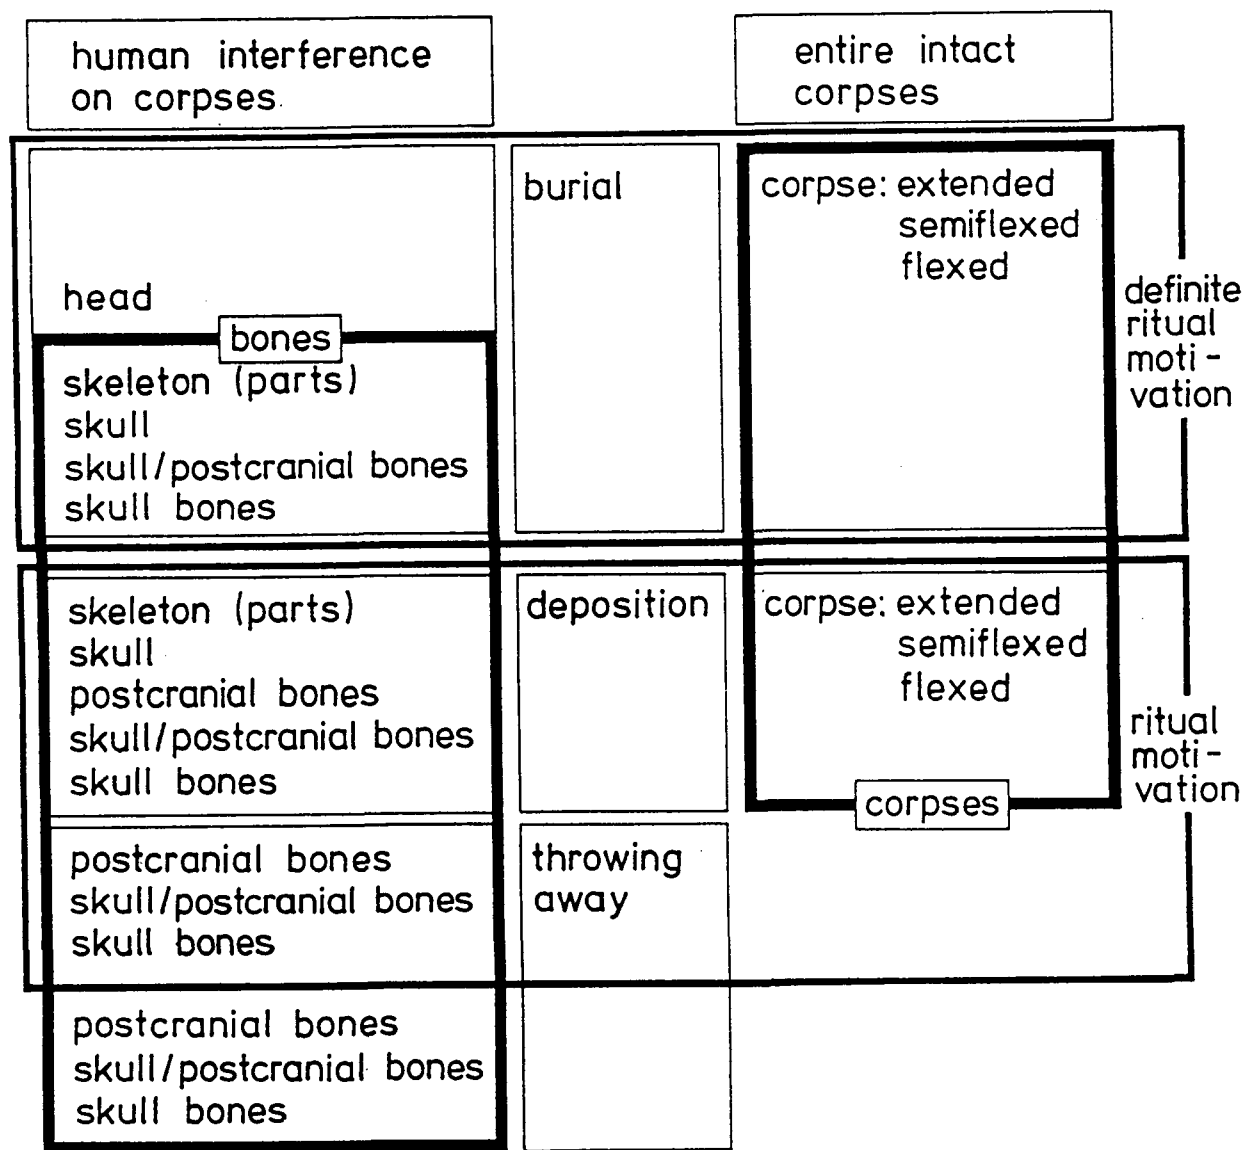 human interference
on corpses
entire intact
corpses
head
bones
skeleton (parts)
skull
skull/postcranial bones
skull bones
burial
corpse: extended
semiflexed
flexed
definite
ritual
moti-
vation
skeleton (parts)
skull
postcranial bones
skull/postcranial bones
skull bones
deposition
corpse: extended
semiflexed
flexed
corpses
ritual
moti-
vation
postcranial bones
skull/postcranial bones
skull bones
throwing
away
postcranial bones
skull/postcranial bones
skull bones